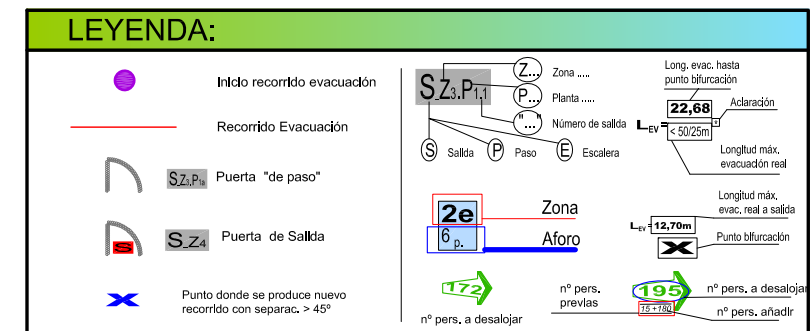 LEYENDA:
Inicio recorrido evacuación
Recorrido Evacuación
S_Z3.P1a
Puerta "de paso"
S
S_Z4
Puerta de Salida
Punto donde se produce nuevo
recorrido con separac. > 45º
S_Z3.P1.1
Z...
Zona .....
P...
Planta .....
"..."
Número de salida
S
Salida
P
Paso
E
Escalera
Long. evac. hasta
punto bifurcación
22,68
Aclaración
LEV=
< 50/25m
*
Longitud máx.
evacuación real
2e
Zona
6 p.
Aforo
Longitud máx.
evac. real a salida
LEV=
12,70m
Punto bifurcación
172
nº pers. a desalojar
nº pers.
previas
195
15 +180
nº pers. a desalojar
nº pers. añadir